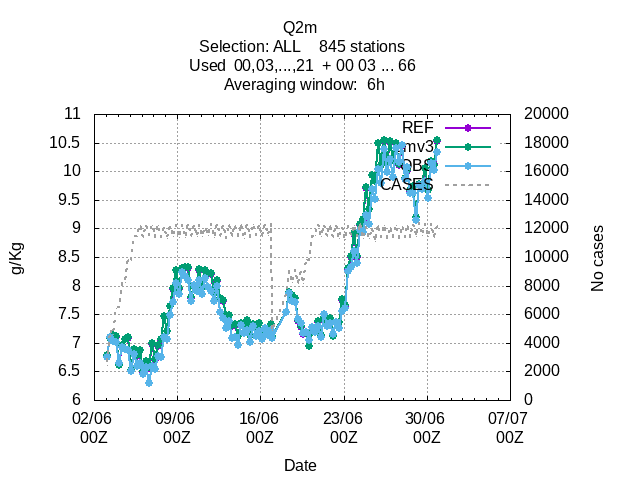 Q2m
Selection: ALL    845 stations
Used  00,03,...,21  + 00 03 ... 66
Averaging window:  6h
11
10.5
10
9.5
9
8.5
8
7.5
7
6.5
6
20000
18000
16000
14000
12000
10000
8000
6000
4000
2000
0
REF
mv3
OBS
CASES
g/Kg
No cases
02/06 09/06 16/06 23/06 30/06 07/07
00Z 00Z 00Z 00Z 00Z 00Z
Date